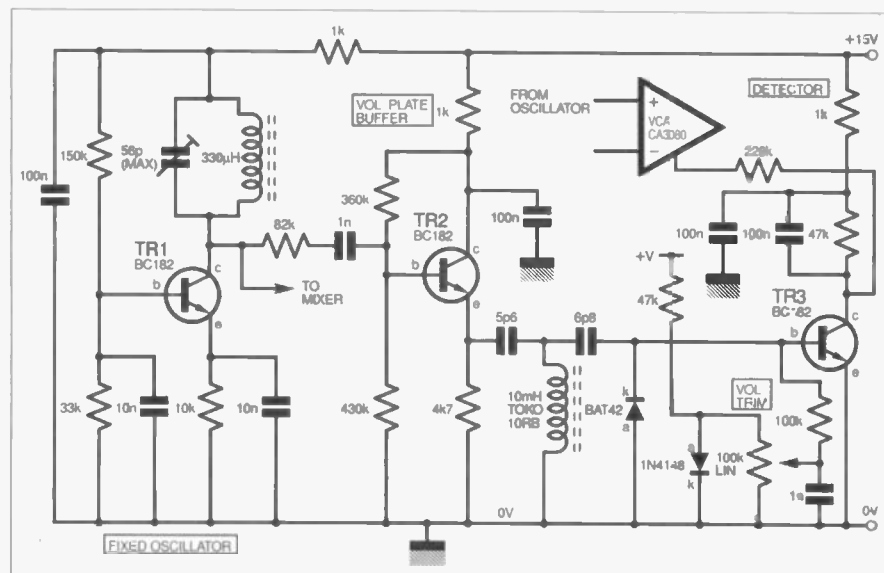 1k
+15V
FROM
OSCILLATOR
DETECTOR
VOL PLATE
BUFFER
1k
1k
VCA
CA3080
+
−
150k
56p
(MAX)
330µH
100n
360k
100n
100n
100n
47k
TR1
BC182
82k
1n
TR2
BC182
+V
47k
TR3
c
b
e
TO
MIXER
c
b
e
c
b
e
5p6
6p8
33k
10n
10k
10n
430k
4k7
10mH
TOKO
10RB
k
BAT42
a
VOL
TRIM
100k
a
k
100k
LIN
0V
0V
FIXED OSCILLATOR